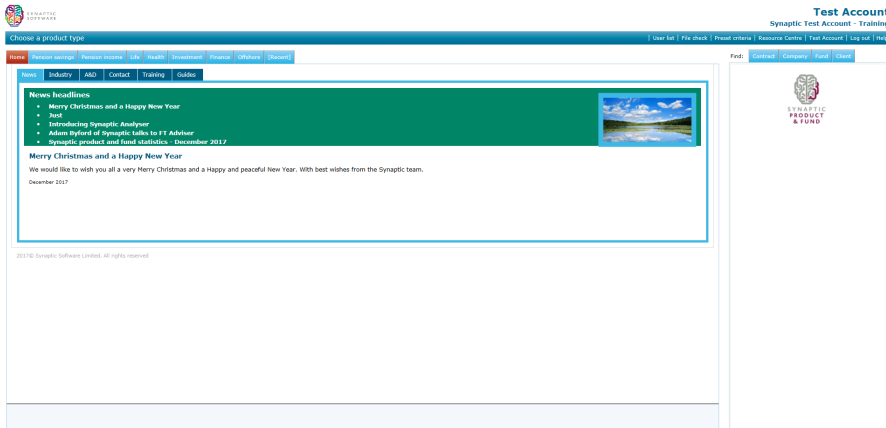 SYNAPTIC
SOFTWARE
Test Account
Synaptic Test Account - Training
Choose a product type
| User list | File check | Preset criteria | Resource Centre | Test Account | Log out | Help
Home Pension savings Pension income Life Health Investment Finance Offshore [Recent]
Find: Contract Company Fund Client
News Industry A&D Contact Training Guides
News headlines
• Merry Christmas and a Happy New Year
• Just
• Introducing Synaptic Analyser
• Adam Byford of Synaptic talks to FT Adviser
• Synaptic product and fund statistics - December 2017
SYNAPTIC
PRODUCT
& FUND
Merry Christmas and a Happy New Year
We would like to wish you all a very Merry Christmas and a Happy and peaceful New Year. With best wishes from the Synaptic team.
December 2017
2017© Synaptic Software Limited. All rights reserved